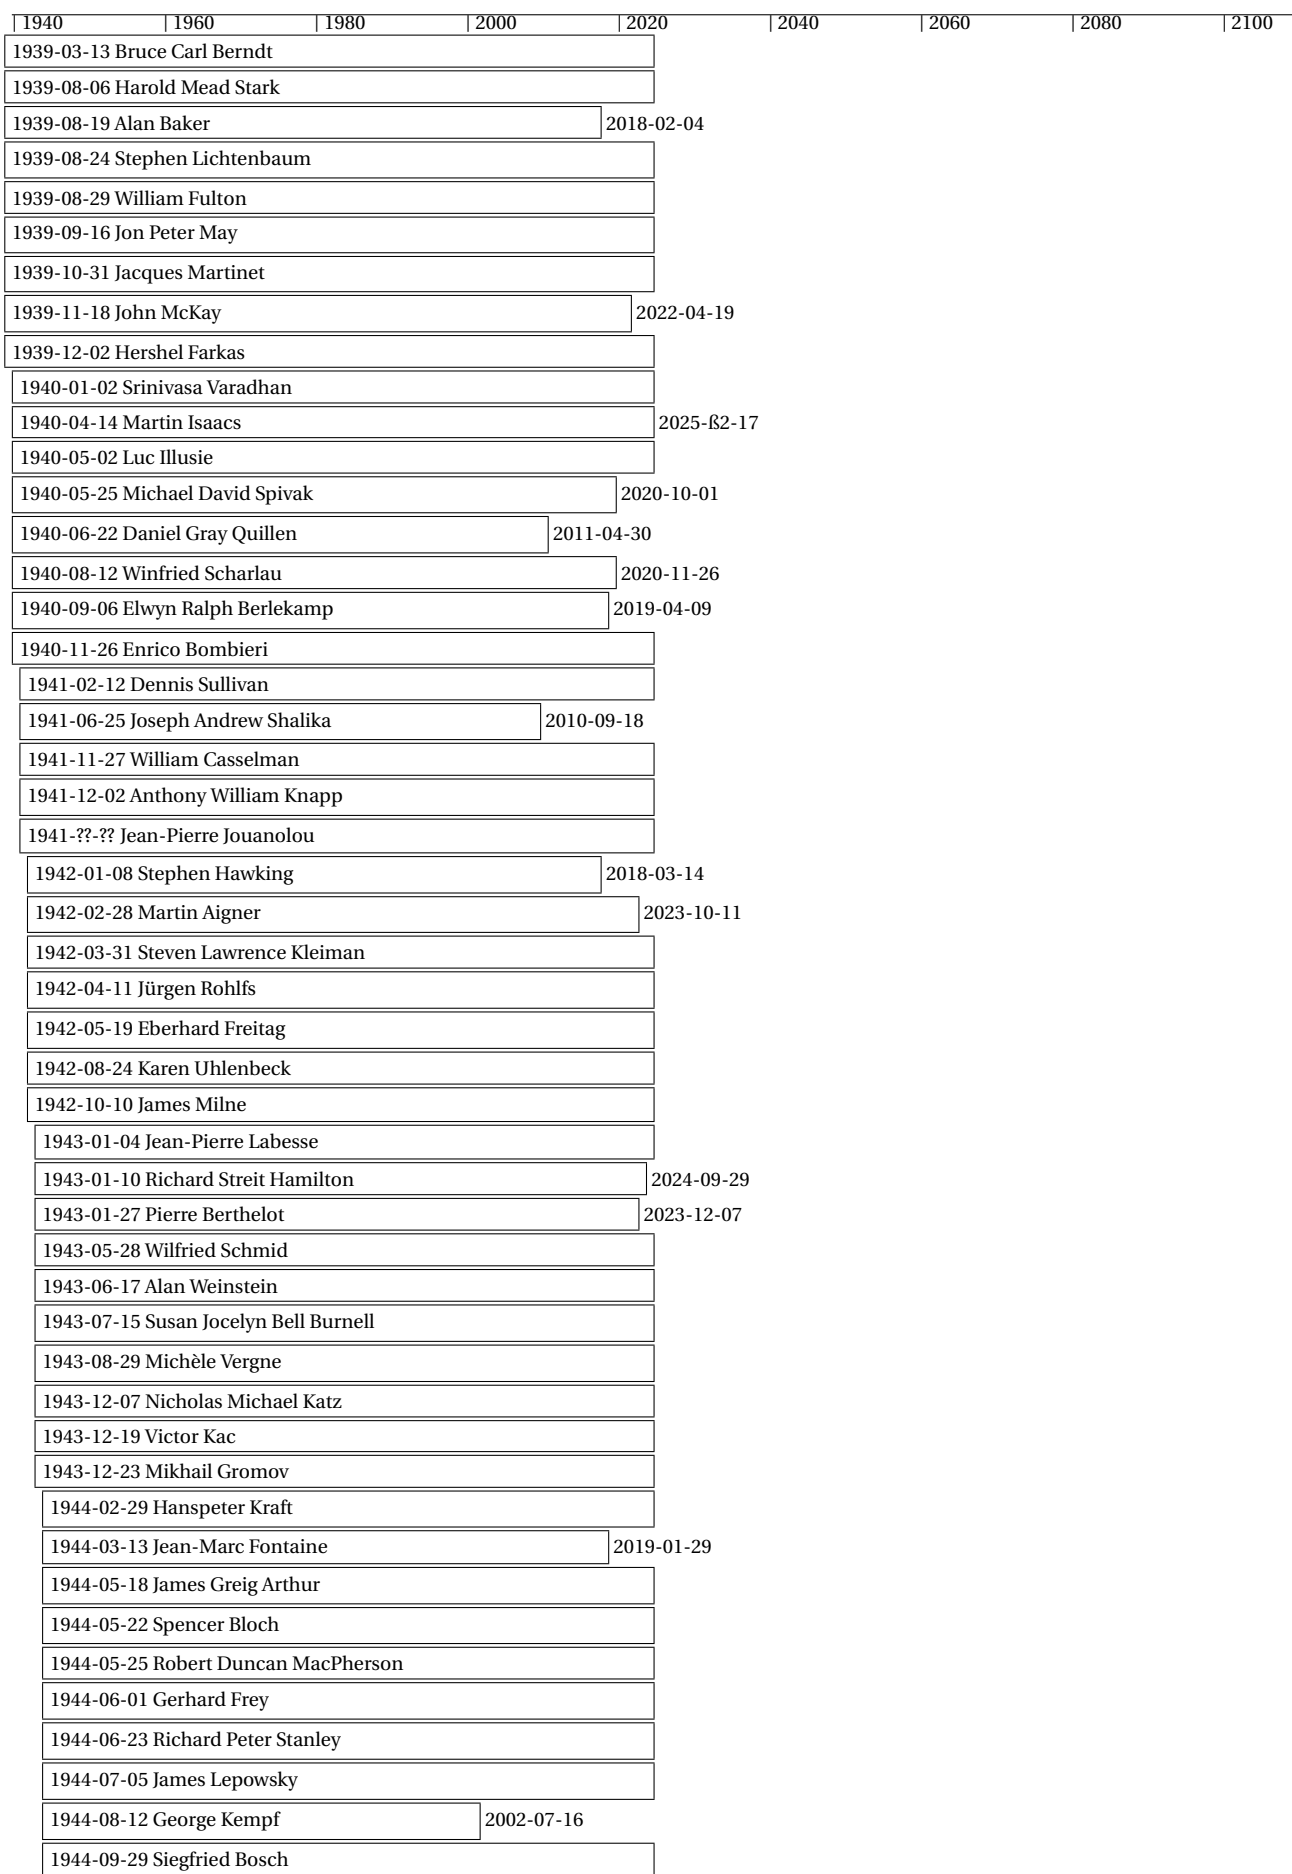 1940 1960 1980 2000 2020 2040 2060 2080 2100
1939-03-13 Bruce Carl Berndt
1939-08-06 Harold Mead Stark
1939-08-19 Alan Baker 2018-02-04
1939-08-24 Stephen Lichtenbaum
1939-08-29 William Fulton
1939-09-16 Jon Peter May
1939-10-31 Jacques Martinet
1939-11-18 John McKay 2022-04-19
1939-12-02 Hershel Farkas
1940-01-02 Srinivasa Varadhan
1940-04-14 Martin Isaacs 2025-ß2-17
1940-05-02 Luc Illusie
1940-05-25 Michael David Spivak 2020-10-01
1940-06-22 Daniel Gray Quillen 2011-04-30
1940-08-12 Winfried Scharlau 2020-11-26
1940-09-06 Elwyn Ralph Berlekamp 2019-04-09
1940-11-26 Enrico Bombieri
1941-02-12 Dennis Sullivan
1941-06-25 Joseph Andrew Shalika 2010-09-18
1941-11-27 William Casselman
1941-12-02 Anthony William Knapp
1941-??-?? Jean-Pierre Jouanolou
1942-01-08 Stephen Hawking 2018-03-14
1942-02-28 Martin Aigner 2023-10-11
1942-03-31 Steven Lawrence Kleiman
1942-04-11 Jürgen Rohlfs
1942-05-19 Eberhard Freitag
1942-08-24 Karen Uhlenbeck
1942-10-10 James Milne
1943-01-04 Jean-Pierre Labesse
1943-01-10 Richard Streit Hamilton 2024-09-29
1943-01-27 Pierre Berthelot 2023-12-07
1943-05-28 Wilfried Schmid
1943-06-17 Alan Weinstein
1943-07-15 Susan Jocelyn Bell Burnell
1943-08-29 Michèle Vergne
1943-12-07 Nicholas Michael Katz
1943-12-19 Victor Kac
1943-12-23 Mikhail Gromov
1944-02-29 Hanspeter Kraft
1944-03-13 Jean-Marc Fontaine 2019-01-29
1944-05-18 James Greig Arthur
1944-05-22 Spencer Bloch
1944-05-25 Robert Duncan MacPherson
1944-06-01 Gerhard Frey
1944-06-23 Richard Peter Stanley
1944-07-05 James Lepowsky
1944-08-12 George Kempf 2002-07-16
1944-09-29 Siegfried Bosch